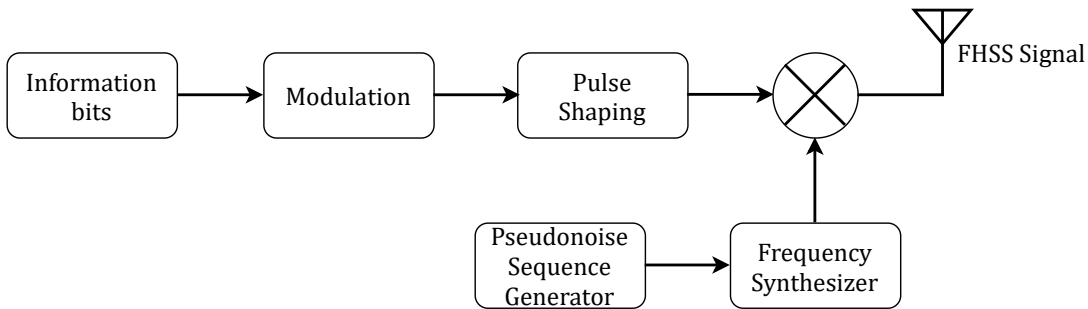 Information
bits
Modulation
Pulse
Shaping
FHSS Signal
Pseudonoise
Sequence
Generator
Frequency
Synthesizer